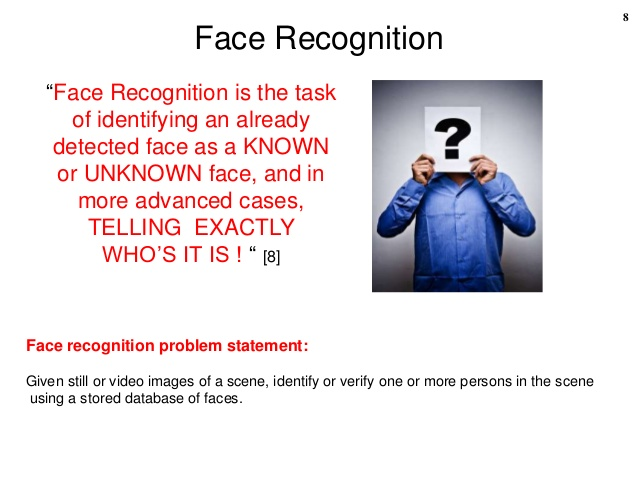 8
Face Recognition
“Face Recognition is the task
of identifying an already
detected face as a KNOWN
or UNKNOWN face, and in
more advanced cases,
TELLING EXACTLY
WHO’S IT IS ! “ [8]
?
Face recognition problem statement:
Given still or video images of a scene, identify or verify one or more persons in the scene
using a stored database of faces.